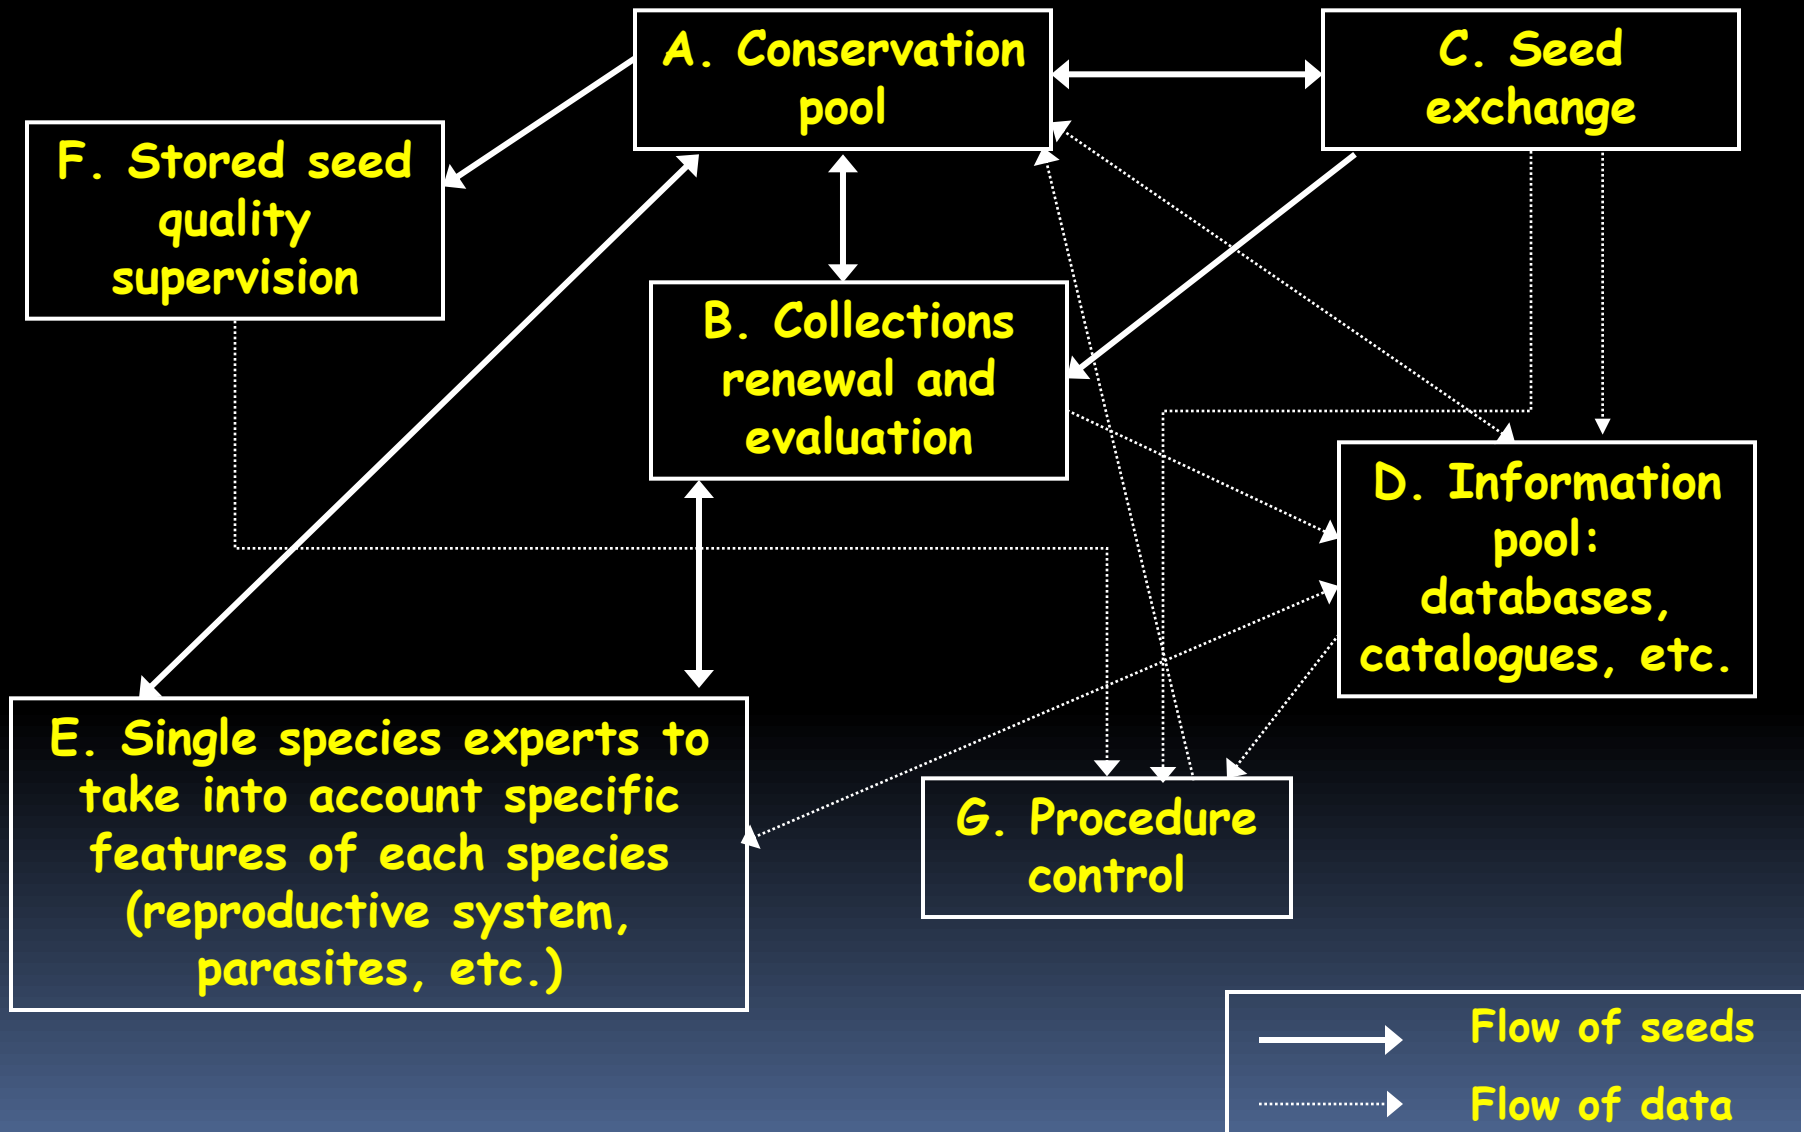 A. Conservation
pool
C. Seed
exchange
F. Stored seed
quality
supervision
B. Collections
renewal and
evaluation
D. Information
pool:
databases,
catalogues, etc.
E. Single species experts to
take into account specific
features of each species
(reproductive system,
parasites, etc.)
G. Procedure
control
Flow of seeds
Flow of data